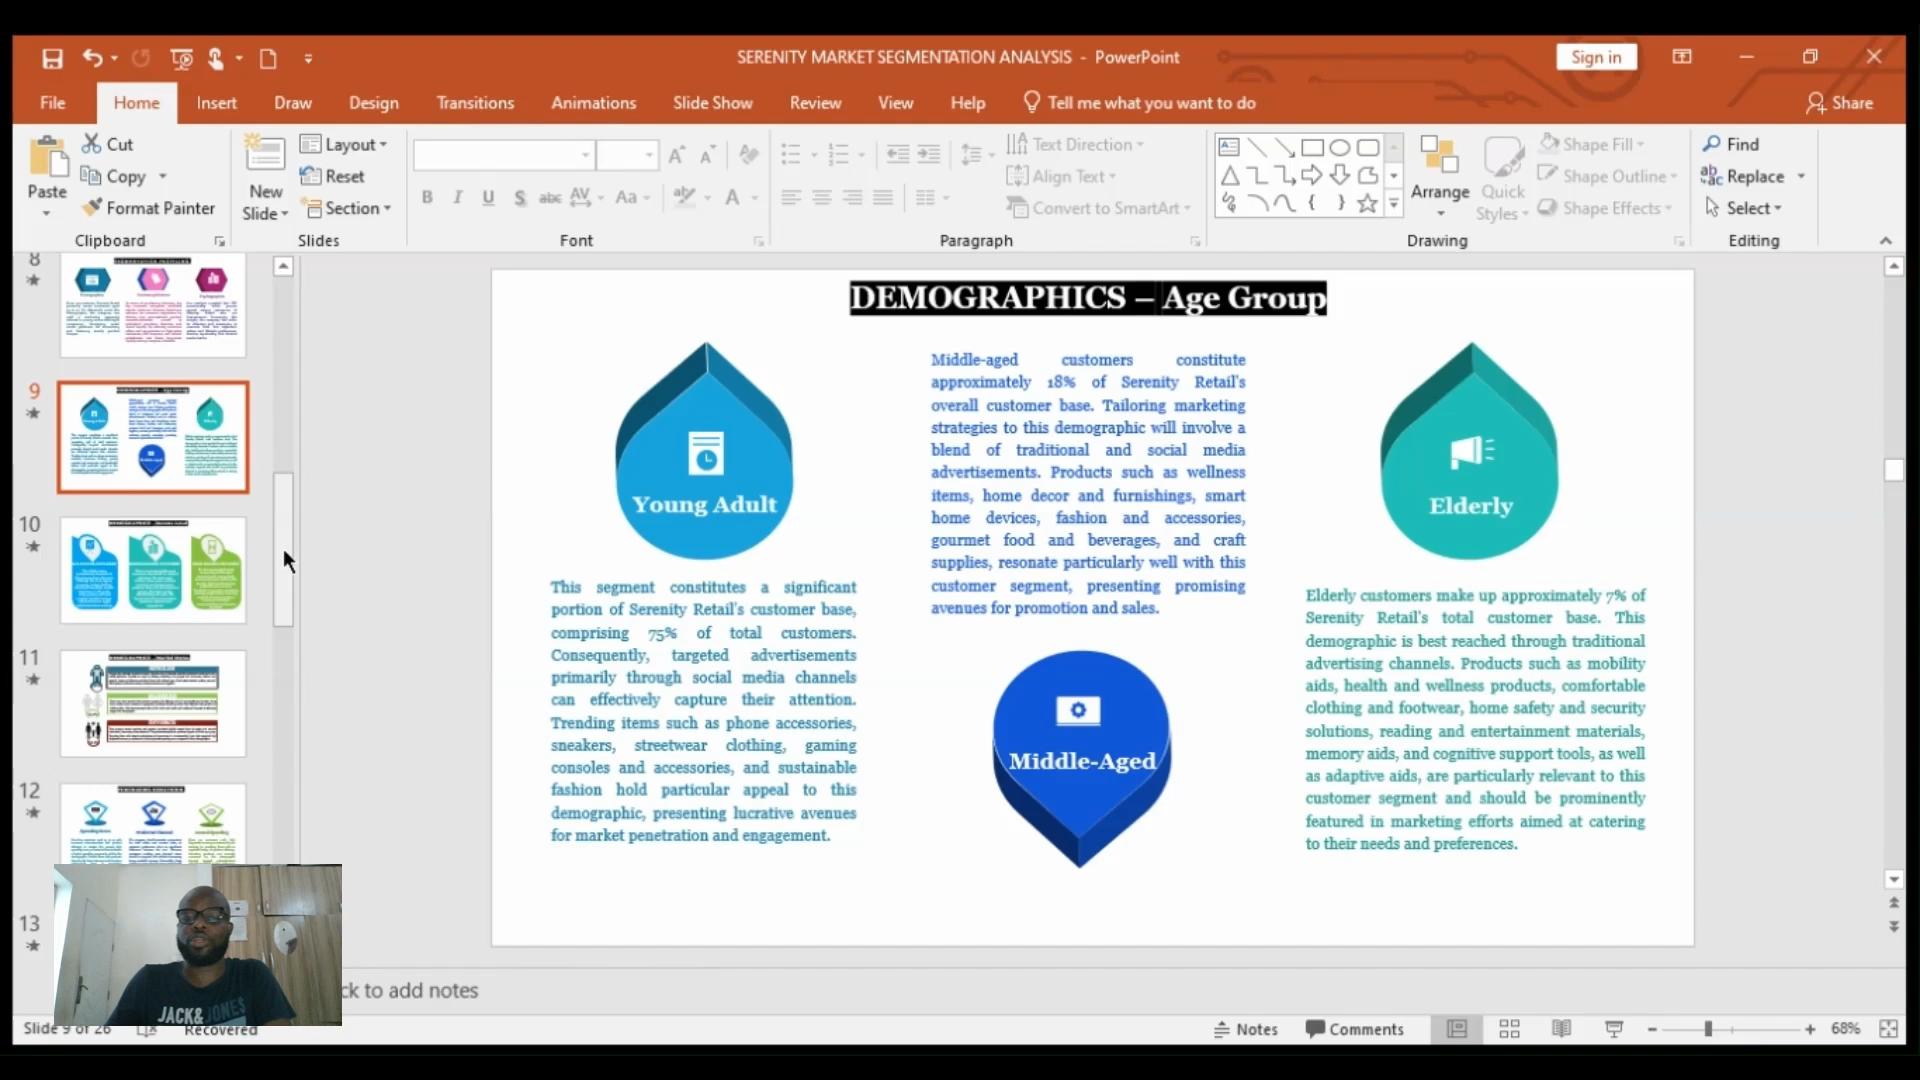 SERENITY MARKET SEGMENTATION ANALYSIS - PowerPoint
Sign in
File Home Insert Draw Design Transitions Animations Slide Show Review View Help Tell me what you want to do Share
Paste
Cut
Copy
Format Painter
Clipboard
New Slide
Layout
Reset
Section
Slides
B I U S abc AV Aa A
Font
Text Direction
Align Text
Convert to SmartArt
Paragraph
Arrange
Quick Styles
Shape Fill
Shape Outline
Shape Effects
Drawing
Find
Replace
Select
Editing
8
9
10
11
12
13
DEMOGRAPHICS – Age Group
Young Adult
This segment constitutes a significant
portion of Serenity Retail's customer base,
comprising 75% of total customers.
Consequently, targeted advertisements
primarily through social media channels
can effectively capture their attention.
Trending items such as phone accessories,
sneakers, streetwear clothing, gaming
consoles and accessories, and sustainable
fashion hold particular appeal to this
demographic, presenting lucrative avenues
for market penetration and engagement.
Middle-aged customers constitute
approximately 18% of Serenity Retail's
overall customer base. Tailoring marketing
strategies to this demographic will involve a
blend of traditional and social media
advertisements. Products such as wellness
items, home decor and furnishings, smart
home devices, fashion and accessories,
gourmet food and beverages, and craft
supplies, resonate particularly well with this
customer segment, presenting promising
avenues for promotion and sales.
Middle-Aged
Elderly
Elderly customers make up approximately 7% of
Serenity Retail's total customer base. This
demographic is best reached through traditional
advertising channels. Products such as mobility
aids, health and wellness products, comfortable
clothing and footwear, home safety and security
solutions, reading and entertainment materials,
memory aids, and cognitive support tools, as well
as adaptive aids, are particularly relevant to this
customer segment and should be prominently
featured in marketing efforts aimed at catering
to their needs and preferences.
JACK& JONES
to add notes
Slide 9 of 26 Recovered
Notes Comments 68%